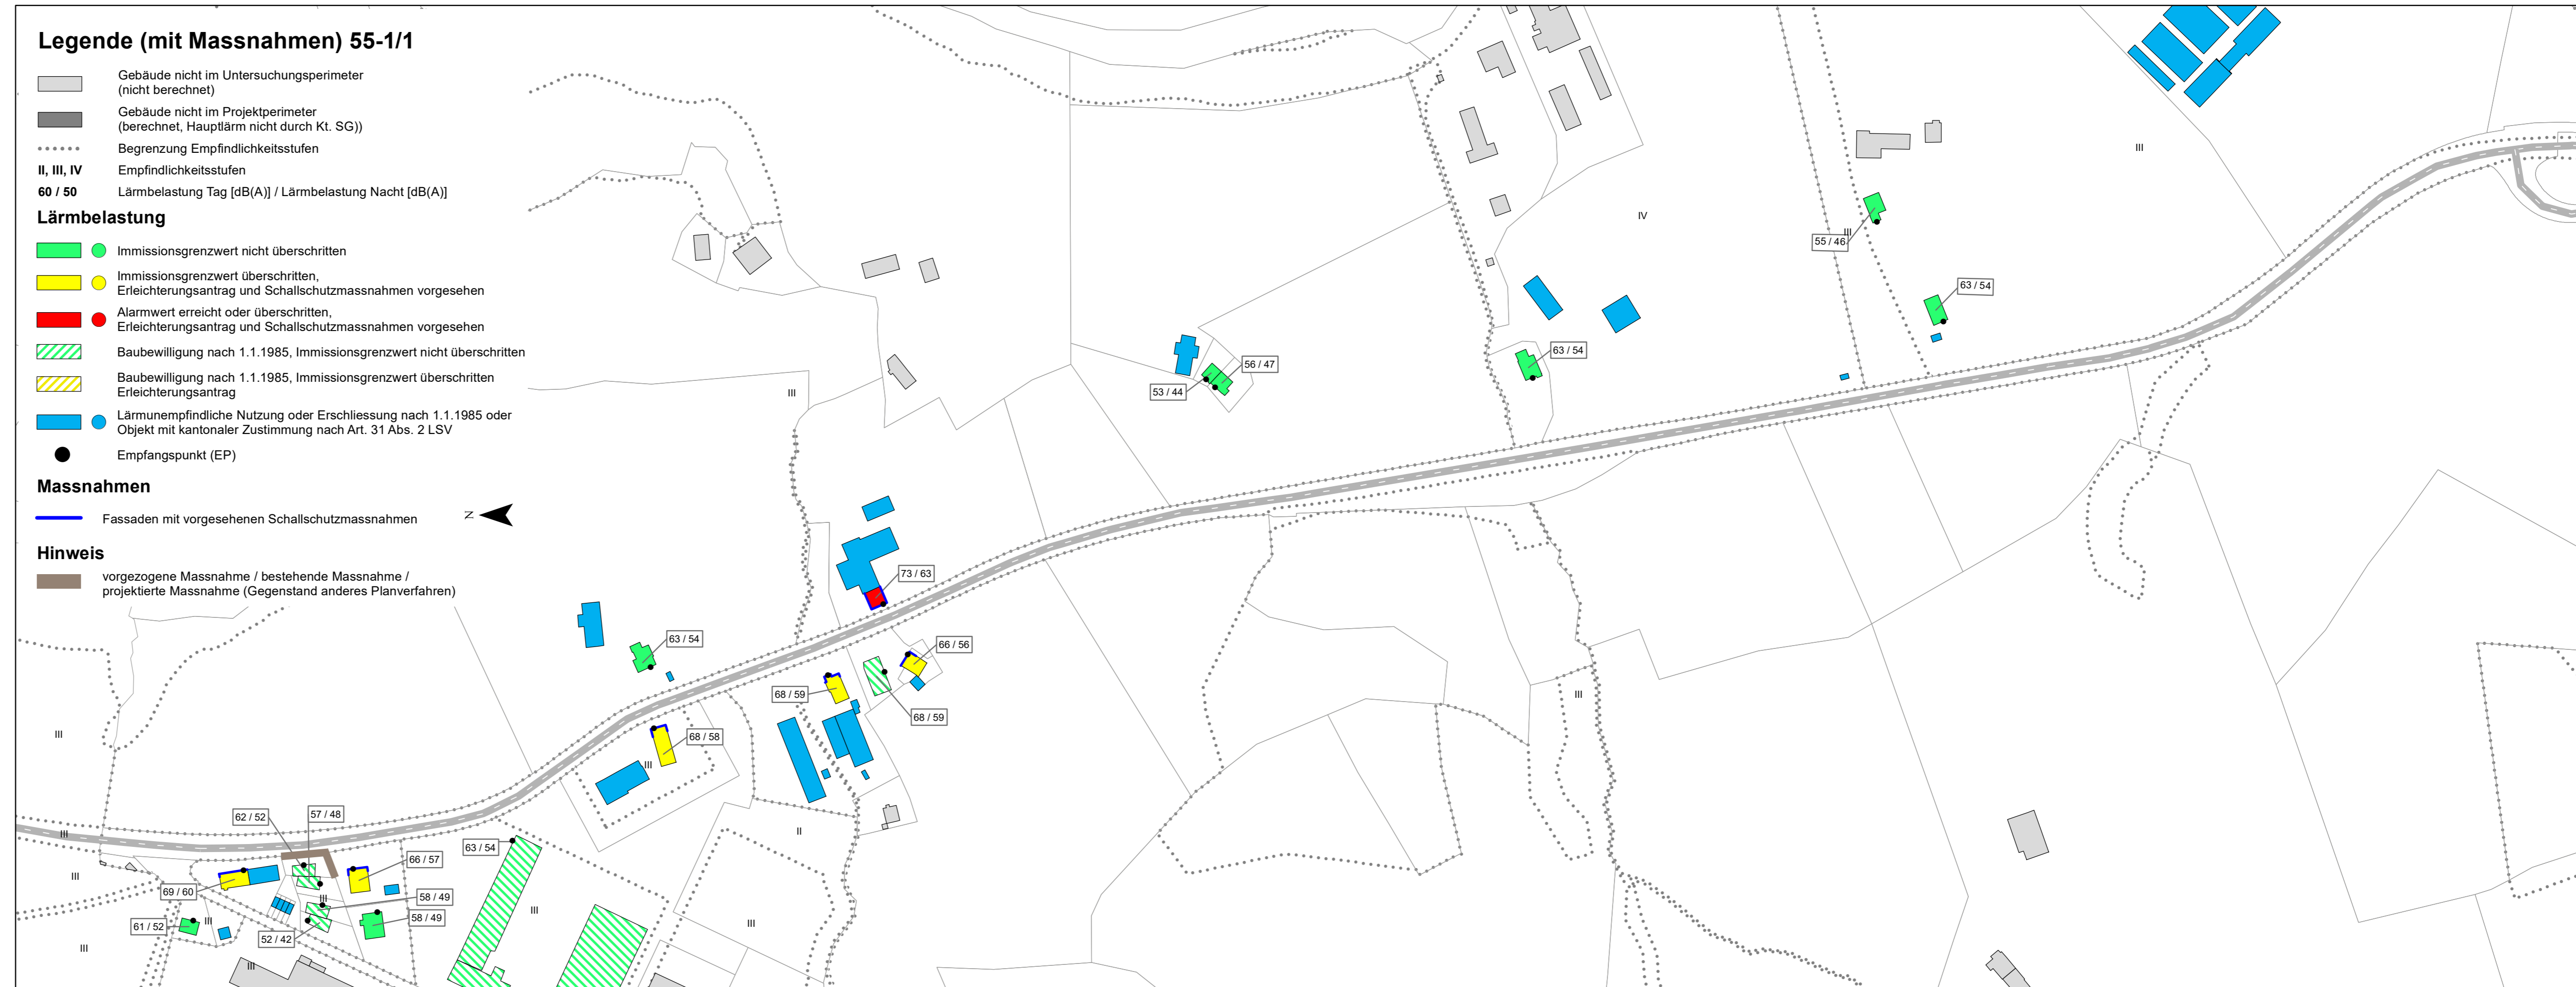 Legende (mit Massnahmen) 55-1/1
Gebäude nicht im Untersuchungsperimeter
(nicht berechnet)
Gebäude nicht im Projektperimeter
(berechnet, Hauptlärm nicht durch Kt. SG))
Begrenzung Empfindlichkeitsstufen
II, III, IV Empfindlichkeitsstufen
60 / 50 Lärmbelastung Tag [dB(A)] / Lärmbelastung Nacht [dB(A)]
Lärmbelastung
Immissionsgrenzwert nicht überschritten
Immissionsgrenzwert überschritten,
Erleichterungsantrag und Schallschutzmassnahmen vorgesehen
Alarmwert erreicht oder überschritten,
Erleichterungsantrag und Schallschutzmassnahmen vorgesehen
Baubewilligung nach 1.1.1985, Immissionsgrenzwert nicht überschritten
Baubewilligung nach 1.1.1985, Immissionsgrenzwert überschritten
Erleichterungsantrag
Lärmunempfindliche Nutzung oder Erschliessung nach 1.1.1985 oder
Objekt mit kantonaler Zustimmung nach Art. 31 Abs. 2 LSV
Empfangspunkt (EP)
Massnahmen
Fassaden mit vorgesehenen Schallschutzmassnahmen
N
Hinweis
vorgezogene Massnahme / bestehende Massnahme /
projektierte Massnahme (Gegenstand anderes Planverfahren)
III
IV
III
55 / 46
63 / 54
63 / 54
56 / 47
53 / 44
III
73 / 63
63 / 54
66 / 56
68 / 59
68 / 59
III
68 / 58
III
III
62 / 52
57 / 48
III
II
63 / 54
66 / 57
III
69 / 60
III
58 / 49
58 / 49
III
61 / 52
III
52 / 42
III
III
III